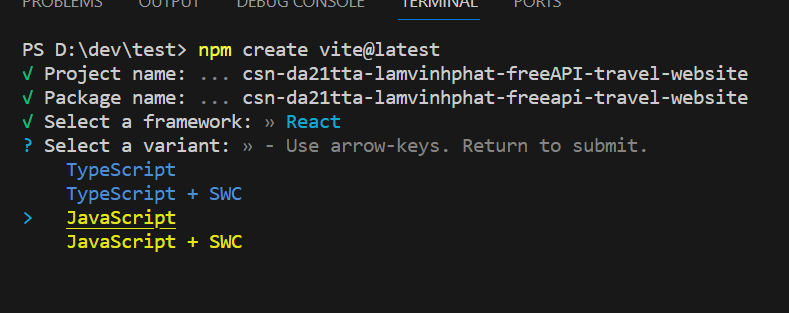 PROBLEMS OUTPUT DEBUG CONSOLE TERMINAL PORTS
PS D:\dev\test> npm create vite@latest
√ Project name: ... csn-da21tta-lamvinhphat-freeAPI-travel-website
√ Package name: ... csn-da21tta-lamvinhphat-freeapi-travel-website
√ Select a framework: » React
? Select a variant: » - Use arrow-keys. Return to submit.
TypeScript
TypeScript + SWC
> JavaScript
JavaScript + SWC